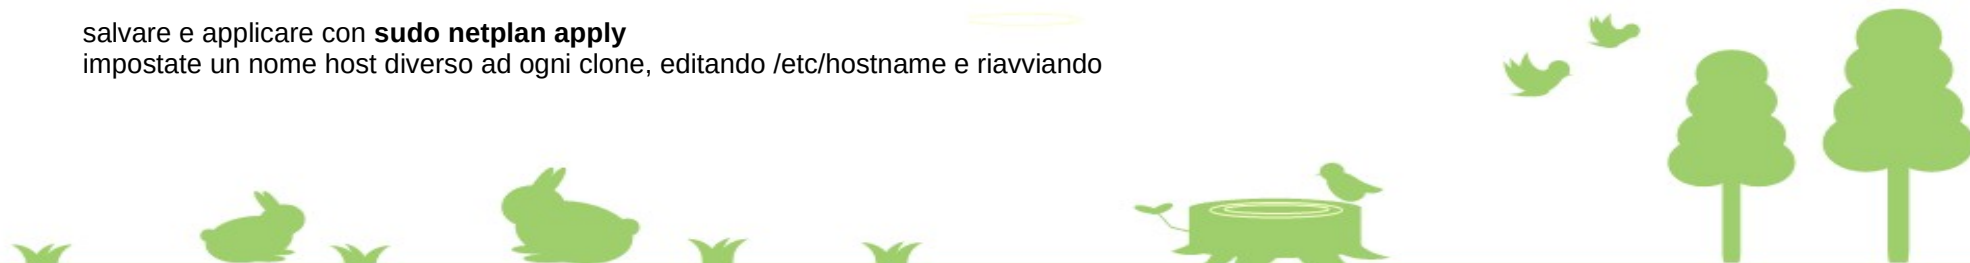 salvare e applicare con sudo netplan apply
impostate un nome host diverso ad ogni clone, editando /etc/hostname e riavviando